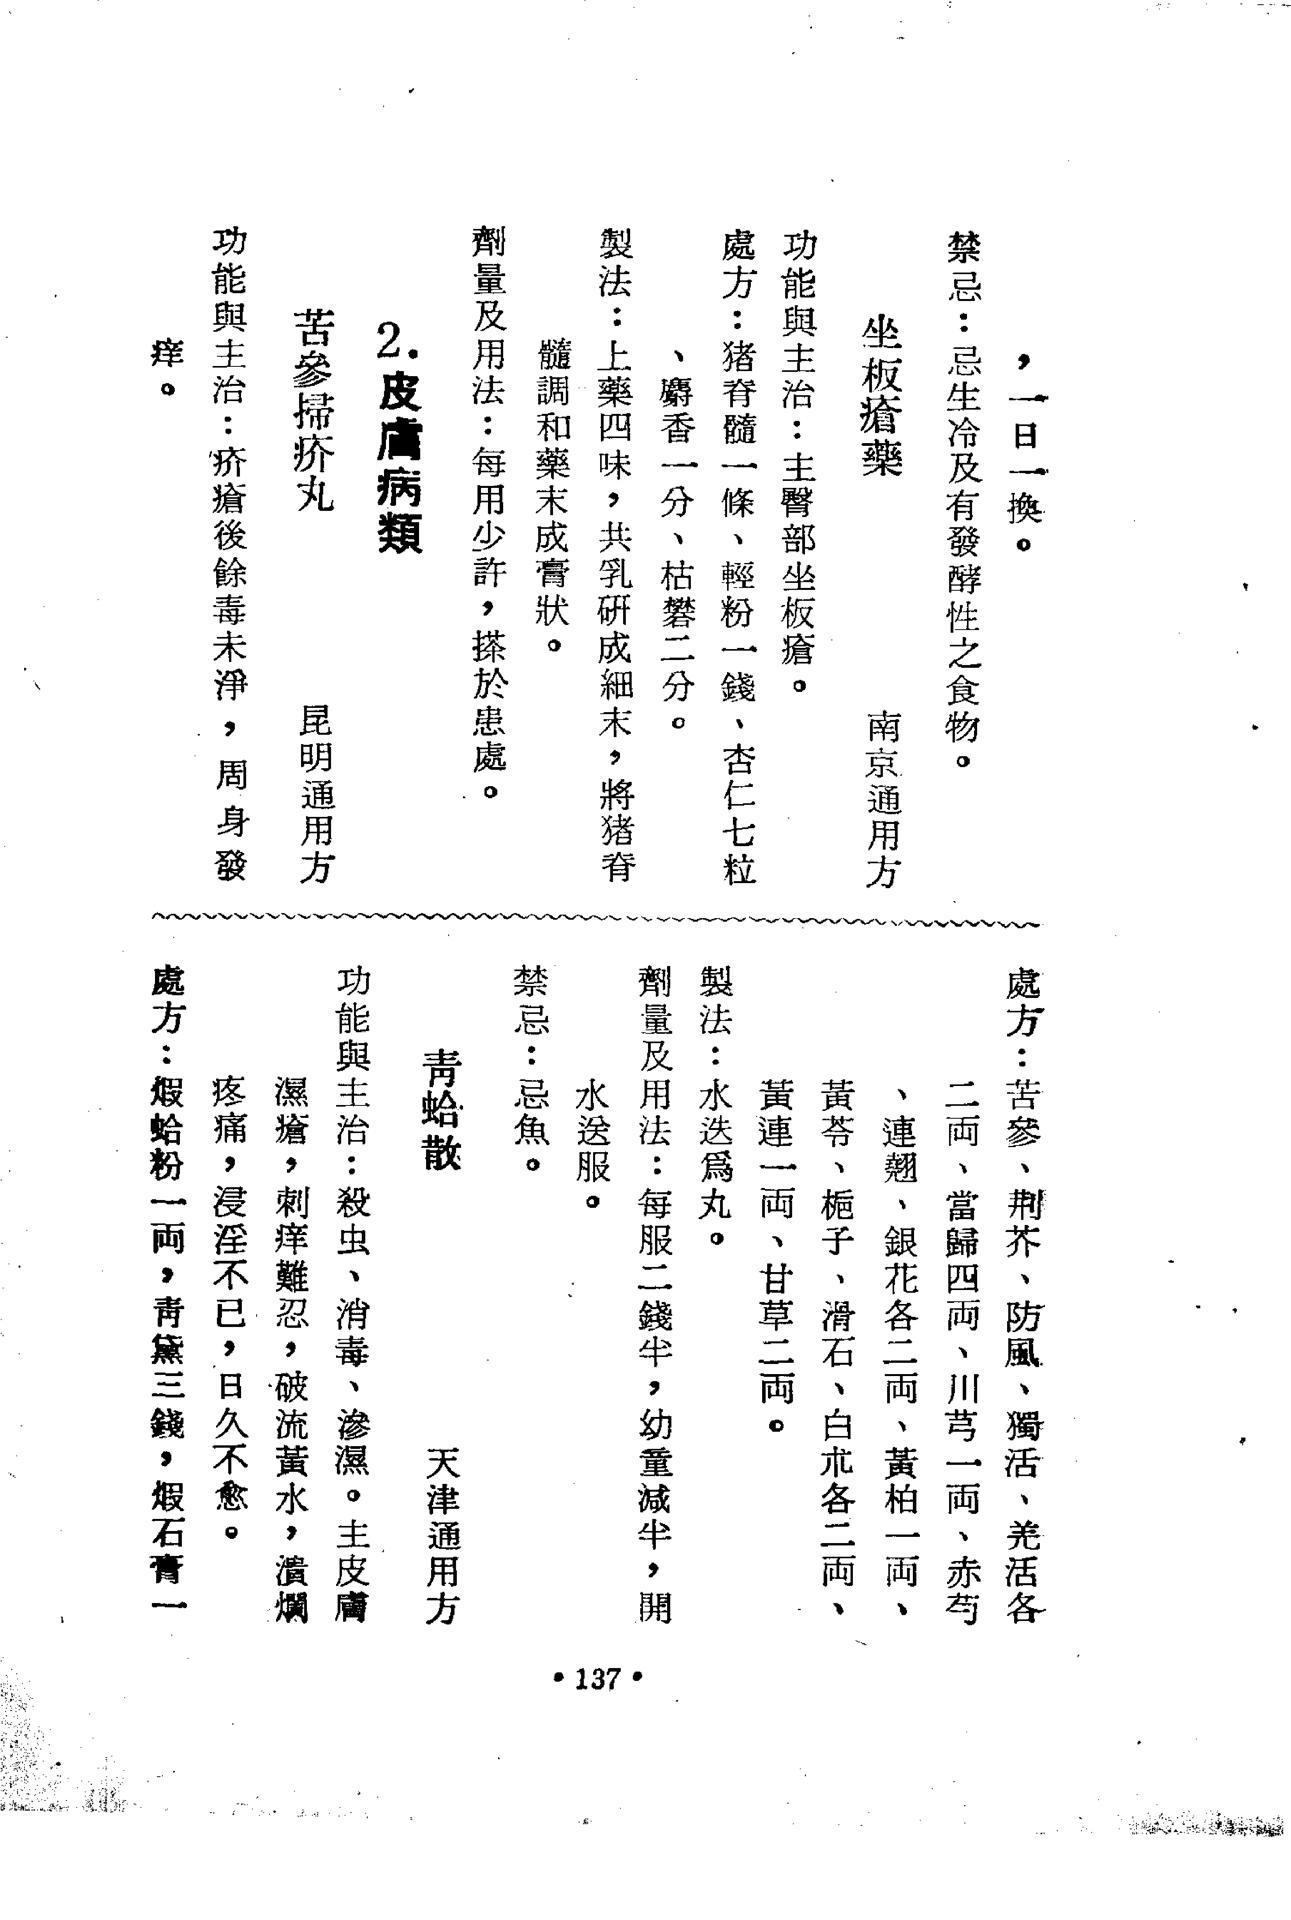 ，一日一換。
禁忌：忌生冷及有發酵性之食物。
坐板瘡藥　南京通用方
功能與主治：主臀部坐板瘡。
處方：猪脊髓一條、輕粉一錢、杏仁七粒
、麝香一分、枯礬二分。
製法：上藥四味，共乳研成細末，將猪脊
髓調和藥末成膏狀。
劑量及用法：每用少許，搽於患處。
2.皮膚病類
苦參掃疥丸　昆明通用方
功能與主治：疥瘡後餘毒未淨，周身發
痒。
處方：苦參、荆芥、防風、獨活、羌活各
二両、當歸四両、川芎一両、赤芍
、連翹、銀花各二両、黃柏一両、
黃芩、梔子、滑石、白朮各二両、
黃連一両、甘草二両。
製法：水迭爲丸。
劑量及用法：每服二錢半，幼童減半，開
水送服。
禁忌：忌魚。
靑蛤散　天津通用方
功能與主治：殺虫、消毒、滲濕。主皮膚
濕瘡，刺痒難忍，破流黃水，潰爛
疼痛，浸淫不已，日久不愈。
處方：煆蛤粉一両，靑黛三錢，煆石膏一
•137•